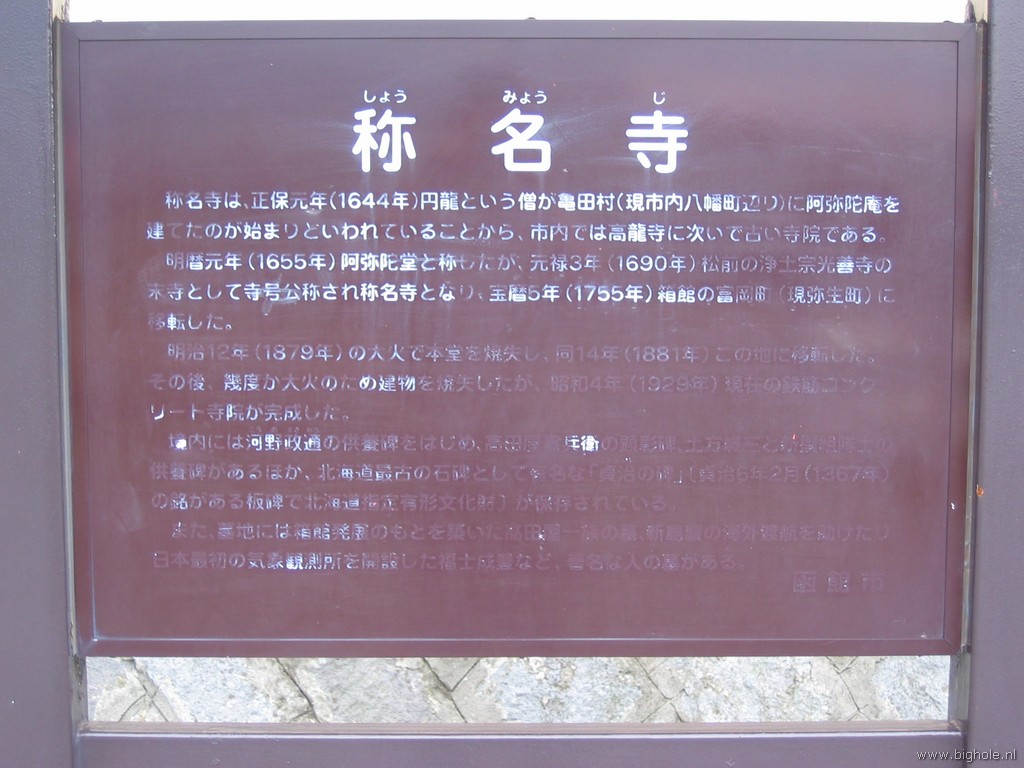 しょう みょう じ
称名寺
称名寺は、正保元年(1644年)円龍という僧が亀田村(現市内八幡町辺り)に阿弥陀庵を
建てたのが始まりといわれていることから、市内では高龍寺に次いで古い寺院である。
明暦元年(1655年)阿弥陀堂と称したが、元禄3年(1690年)松前の浄土宗光善寺の
末寺として寺号公称され称名寺となり、宝暦5年(1755年)箱館の富岡町(現弥生町)に
移転した。
明治12年(1879年)の大火で本堂を焼失し、同14年(1881年)この地に移転した。
その後、幾度か大火のため建物を焼失したが、昭和4年(1929年)現在の鉄筋コンク
リート寺院が完成した。
境内には河野政通の供養碑をはじめ、高田屋 兵衛の顕彰碑、土方歳三と新撰組隊士の
供養碑があるほか、北海道最古の石碑として著名な「貞治の碑」〔貞治6年2月(1367年)
の銘がある板碑で北海道指定有形文化財〕が保存されている。
また、墓地には箱館発展のもとを築いた高田屋一族の墓、新島襄の海外渡航を助けたり
日本最初の気象観測所を開設した福士成豊など、著名な人の墓がある。
函館市
www.bighole.nl